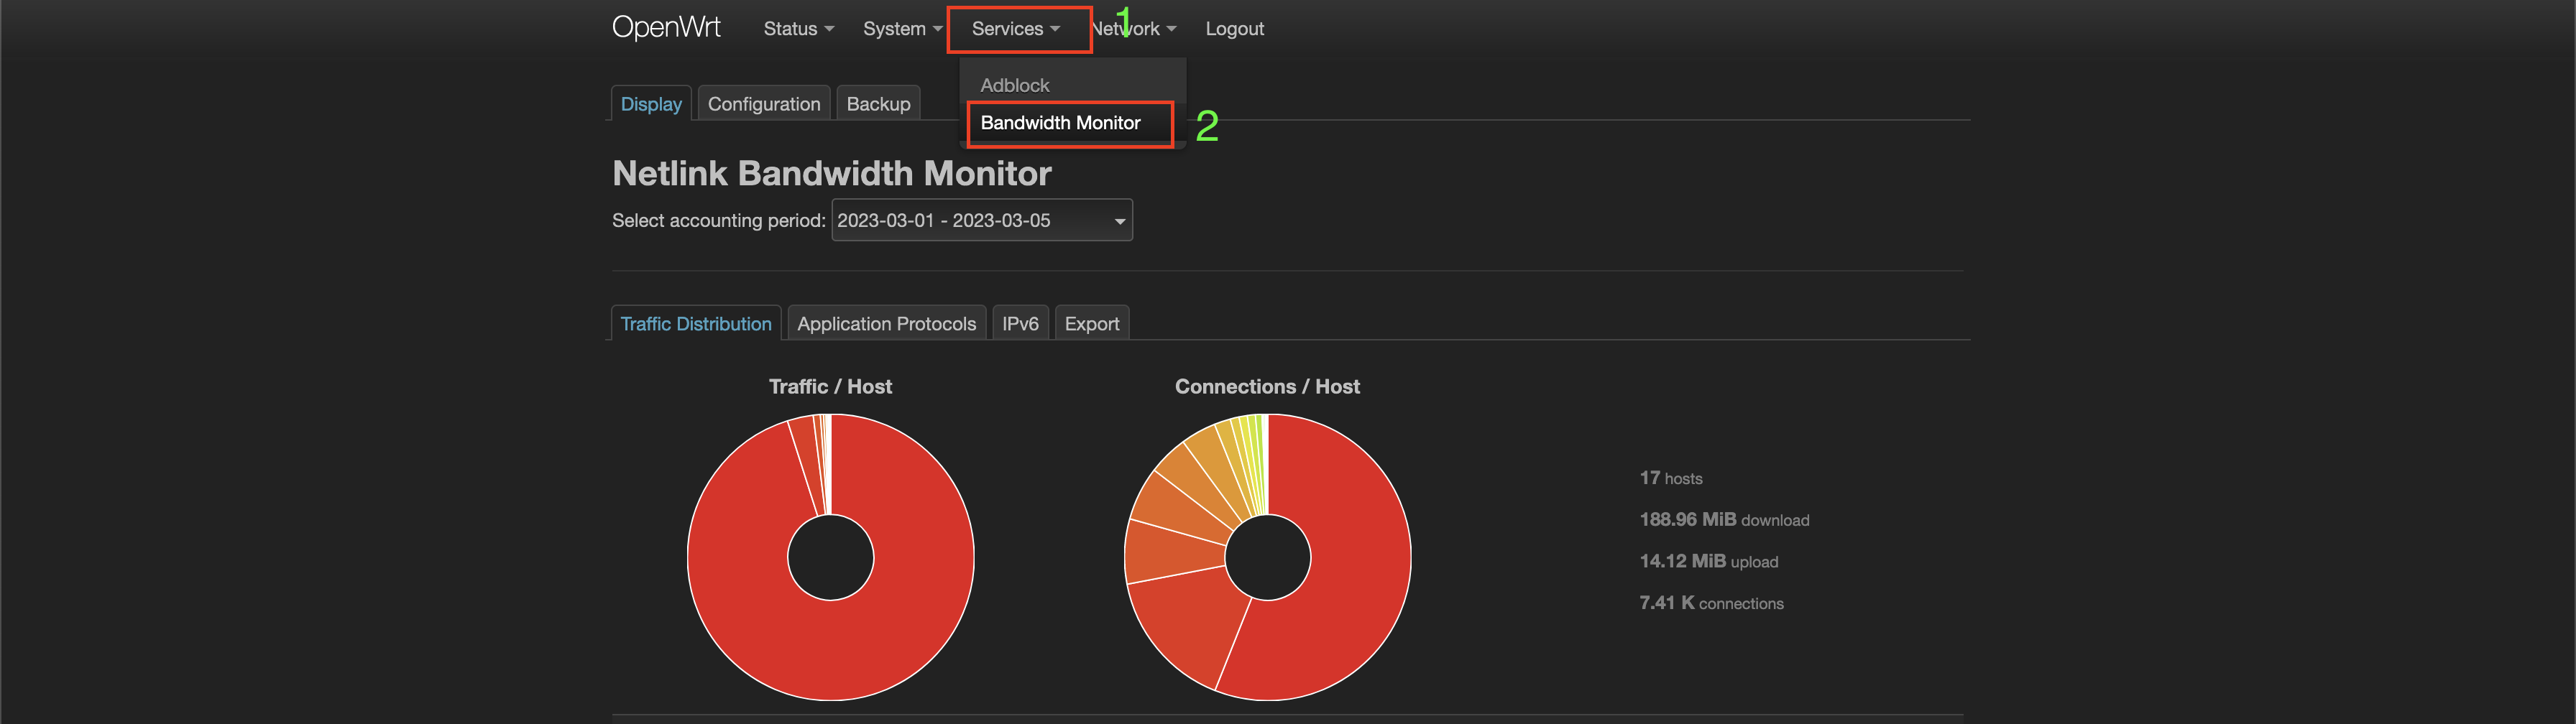 OpenWrt Status System Services Network Logout
1
Adblock
Bandwidth Monitor
2
Display Configuration Backup
Netlink Bandwidth Monitor
Select accounting period: 2023-03-01 - 2023-03-05
Traffic Distribution Application Protocols IPv6 Export
Traffic / Host
Connections / Host
17 hosts
188.96 MiB download
14.12 MiB upload
7.41 K connections